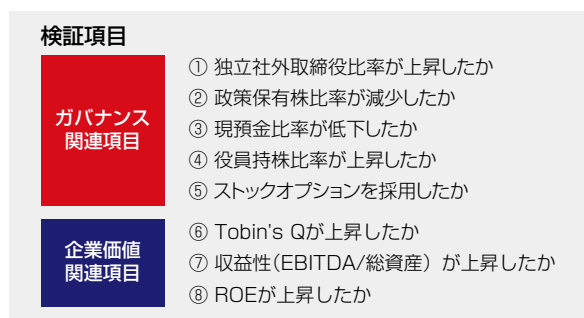 検証項目
ガバナンス
関連項目
① 独立社外取締役比率が上昇したか
② 政策保有株比率が減少したか
③ 現預金比率が低下したか
④ 役員持株比率が上昇したか
⑤ ストックオプションを採用したか
企業価値
関連項目
⑥ Tobin's Qが上昇したか
⑦ 収益性(EBITDA/総資産）が上昇したか
⑧ ROEが上昇したか